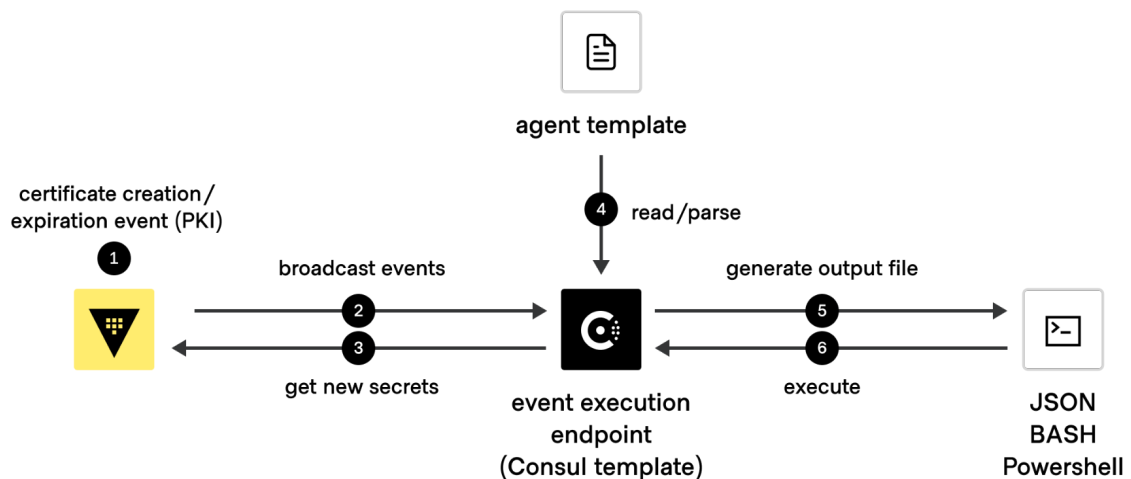 agent template
certificate creation/
expiration event (PKI)
1
4
read/parse
broadcast events
generate output file
2
5
3
6
get new secrets
execute
event execution
endpoint
(Consul template)
JSON
BASH
Powershell